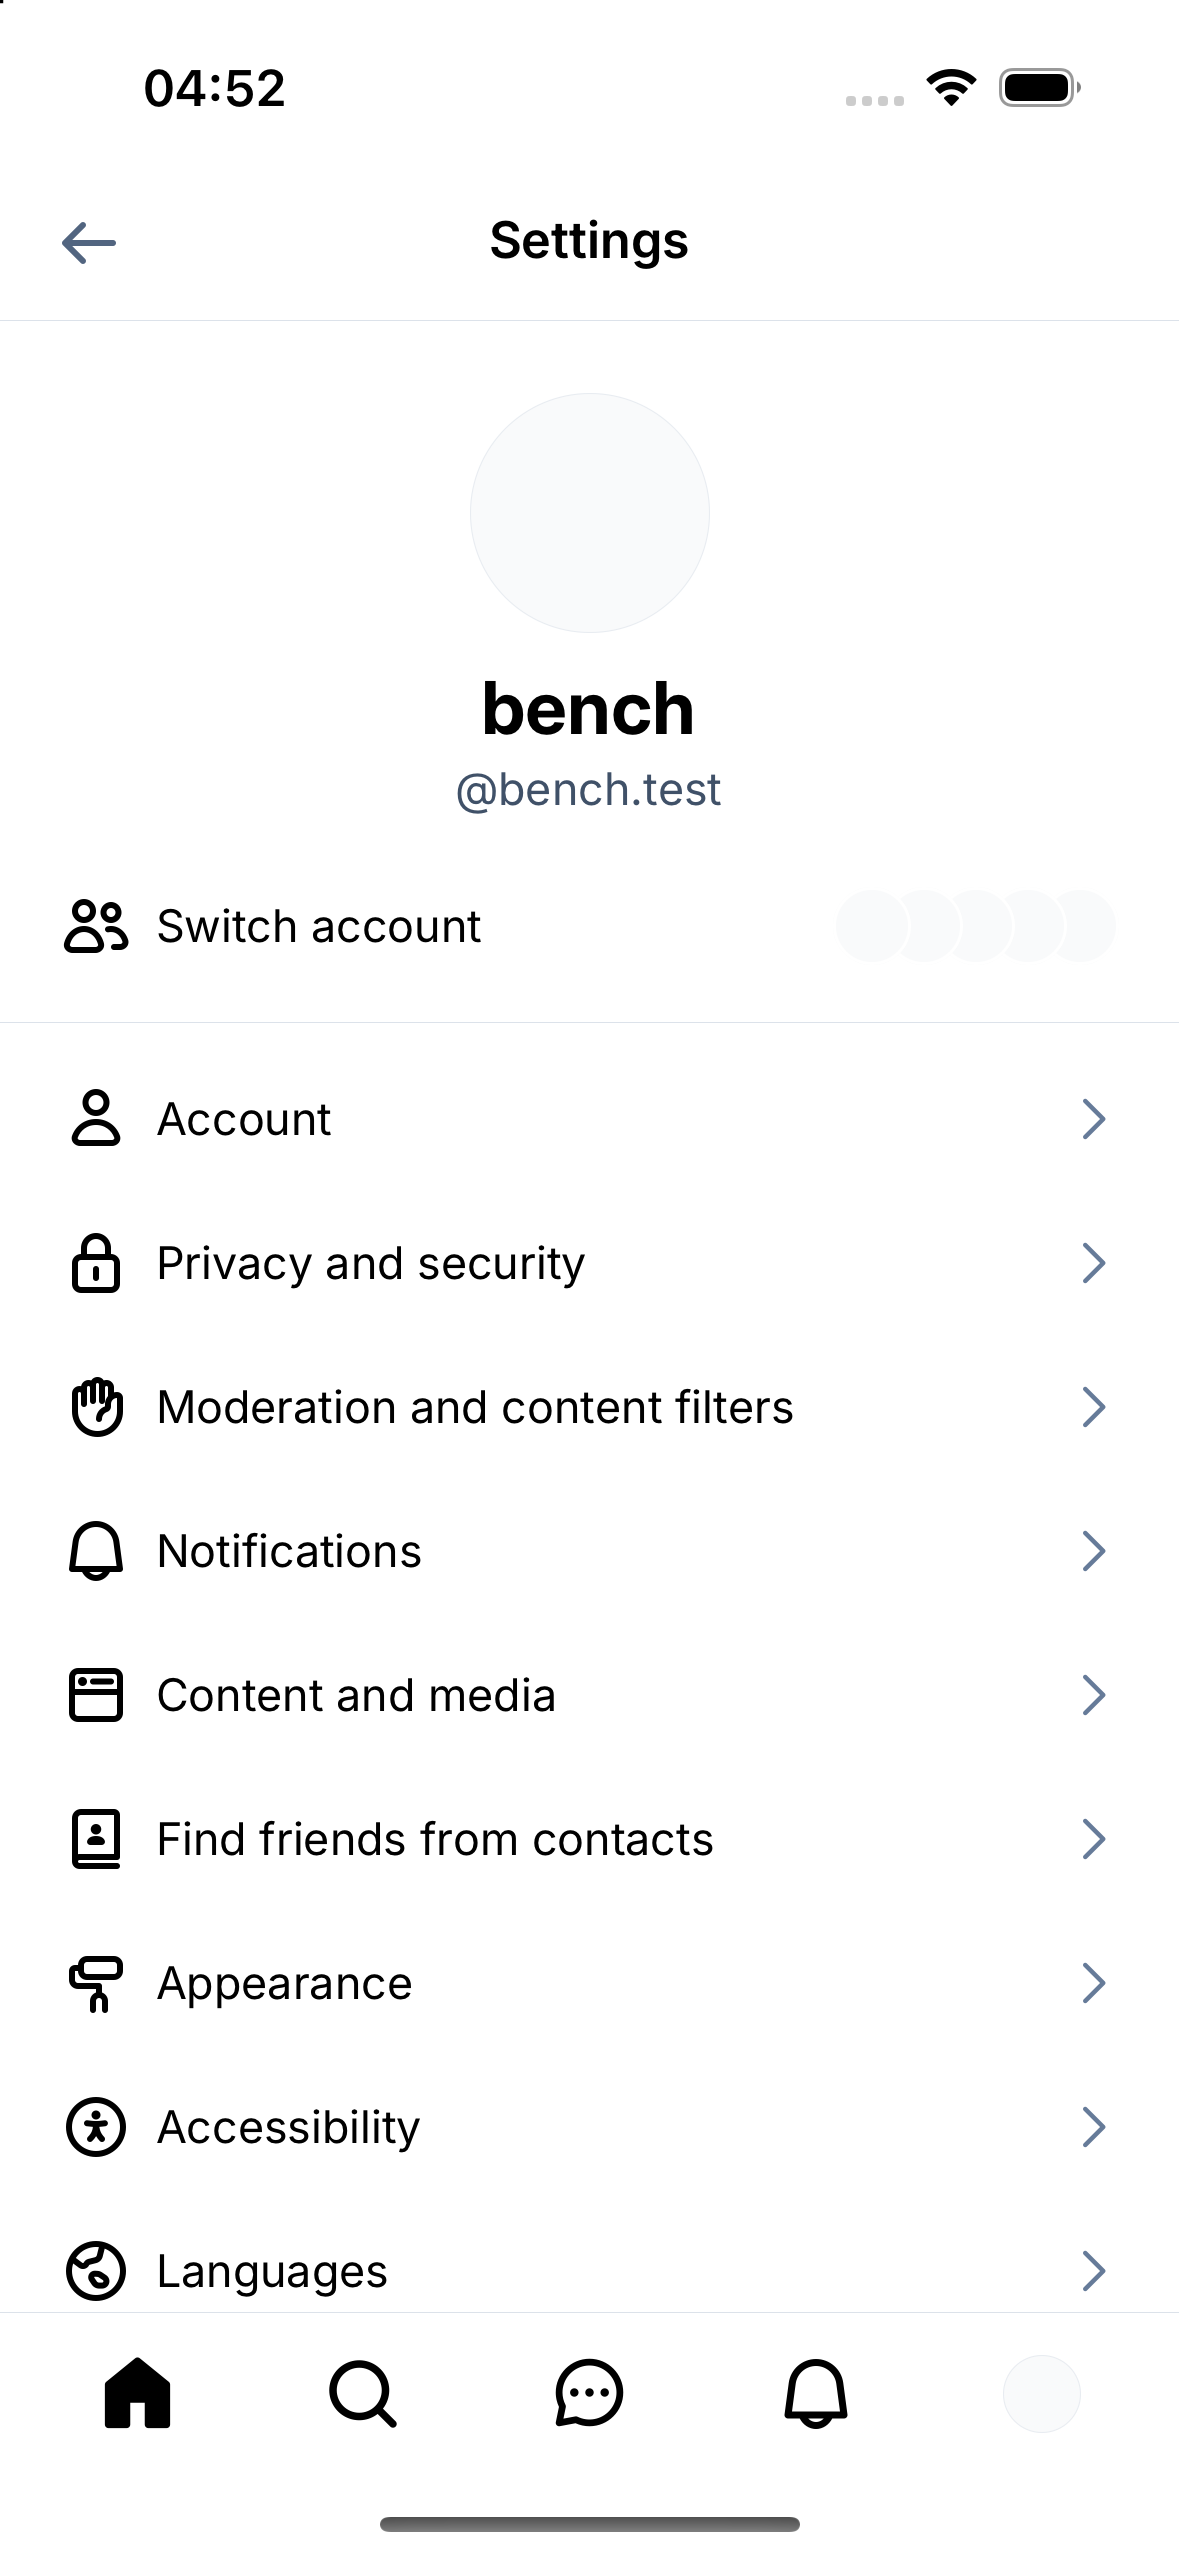 04:52
Settings
bench
@bench.test
Switch account
Account
Privacy and security
Moderation and content filters
Notifications
Content and media
Find friends from contacts
Appearance
Accessibility
Languages